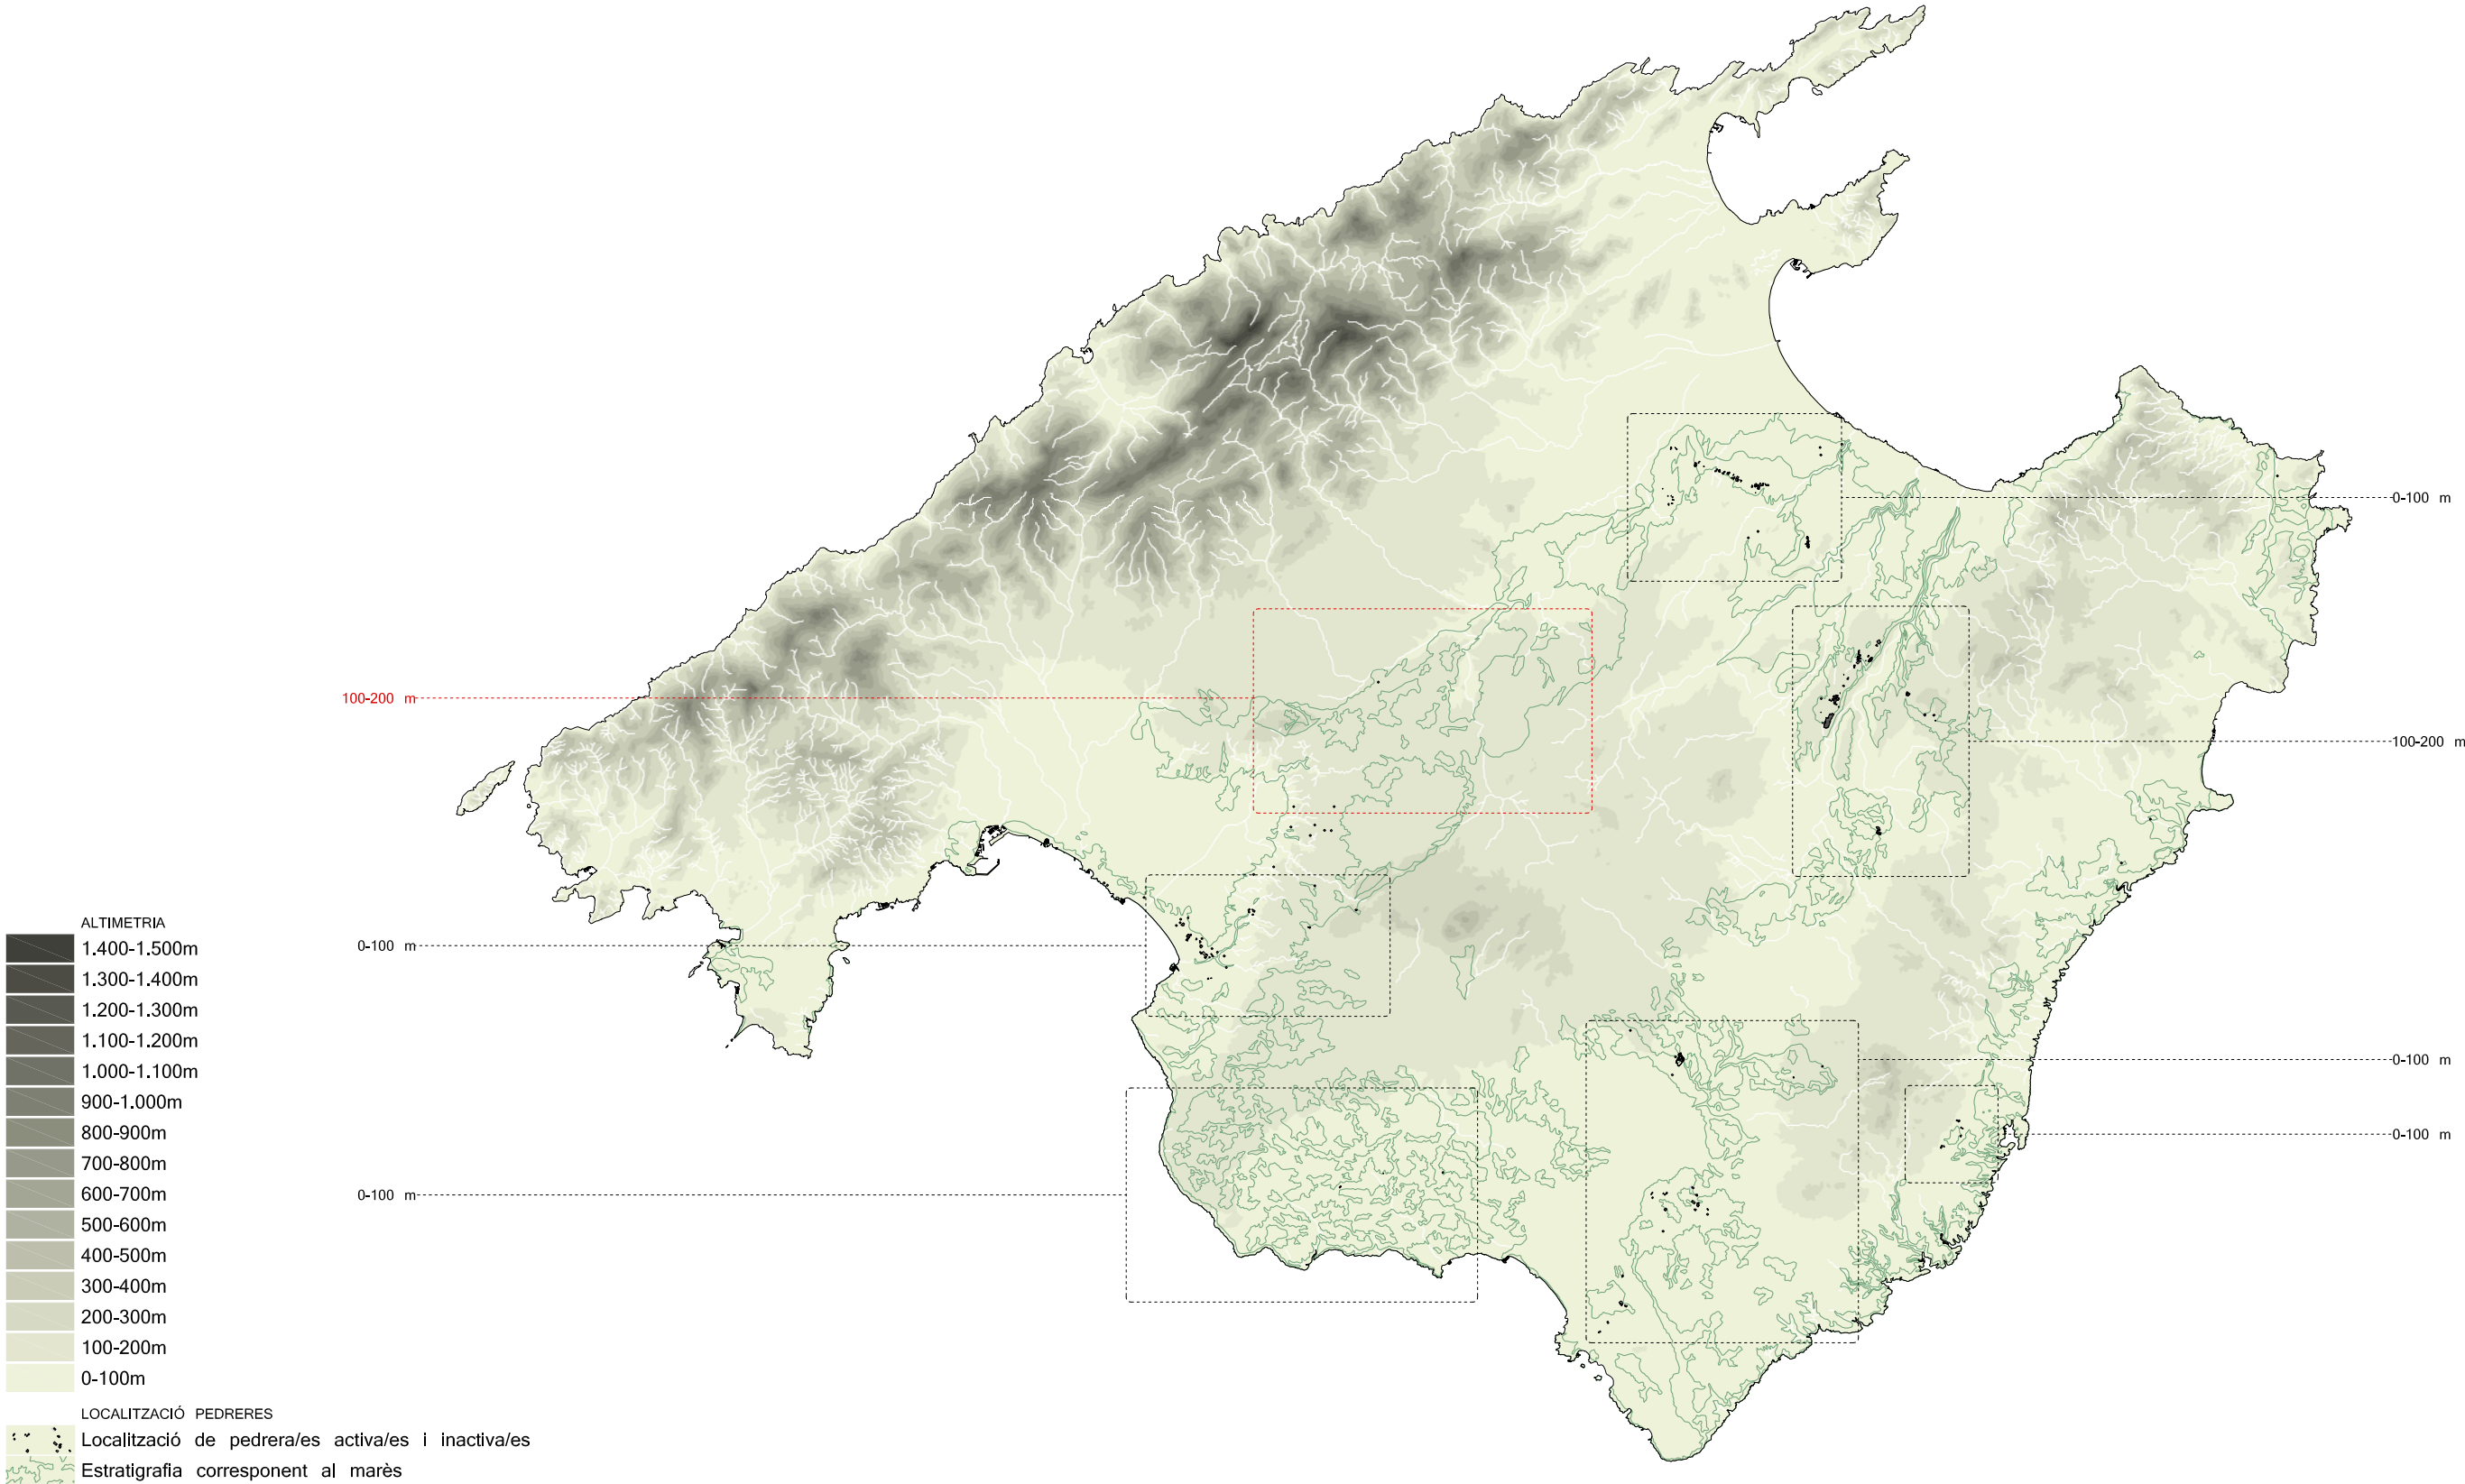 0-100 m
100-200 m
100-200 m
0-100 m
0-100 m
0-100 m
0-100 m
ALTIMETRIA
1.400-1.500m
1.300-1.400m
1.200-1.300m
1.100-1.200m
1.000-1.100m
900-1.000m
800-900m
700-800m
600-700m
500-600m
400-500m
300-400m
200-300m
100-200m
0-100m
LOCALITZACIÓ PEDRERES
Localització de pedrera/es activa/es i inactiva/es
Estratigrafia corresponent al marès